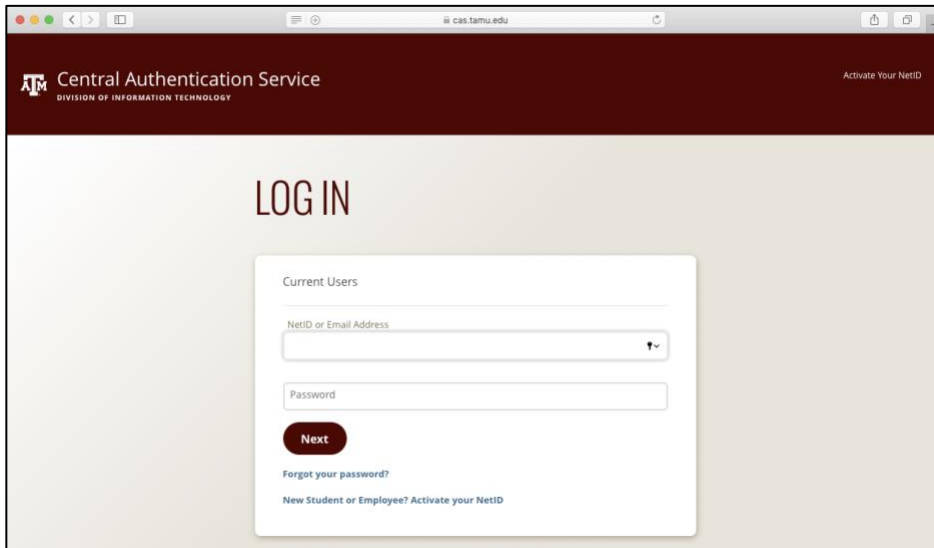 cas.tamu.edu
ATM Central Authentication Service
DIVISION OF INFORMATION TECHNOLOGY
Activate Your NetID
LOG IN
Current Users
NetID or Email Address
Password
Next
Forgot your password?
New Student or Employee? Activate your NetID